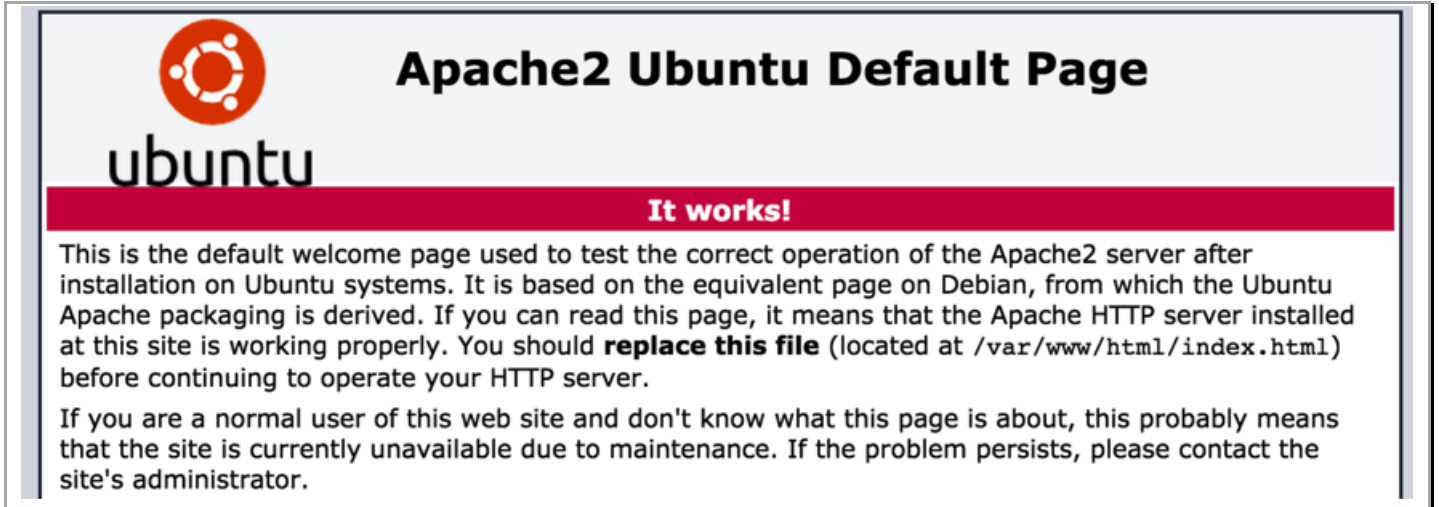 ubuntu
Apache2 Ubuntu Default Page
It works!
This is the default welcome page used to test the correct operation of the Apache2 server after
installation on Ubuntu systems. It is based on the equivalent page on Debian, from which the Ubuntu
Apache packaging is derived. If you can read this page, it means that the Apache HTTP server installed
at this site is working properly. You should replace this file (located at /var/www/html/index.html)
before continuing to operate your HTTP server.
If you are a normal user of this web site and don't know what this page is about, this probably means
that the site is currently unavailable due to maintenance. If the problem persists, please contact the
site's administrator.